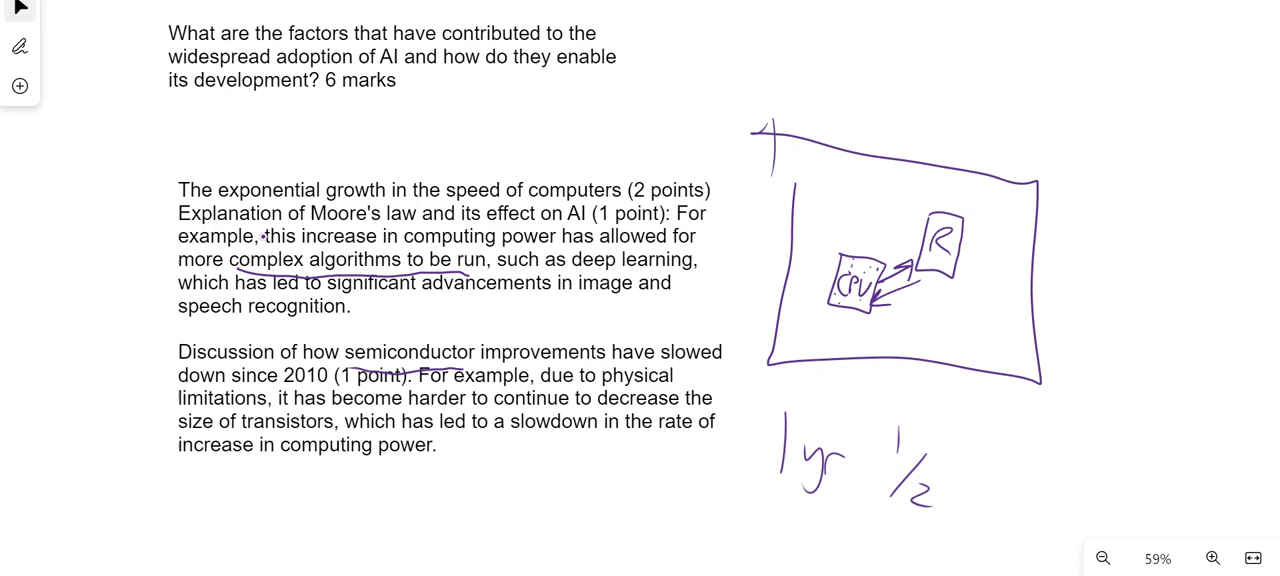 What are the factors that have contributed to the
widespread adoption of AI and how do they enable
its development? 6 marks
The exponential growth in the speed of computers (2 points)
Explanation of Moore's law and its effect on AI (1 point): For
example, this increase in computing power has allowed for
more complex algorithms to be run, such as deep learning,
which has led to significant advancements in image and
speech recognition.
Discussion of how semiconductor improvements have slowed
down since 2010 (1 point). For example, due to physical
limitations, it has become harder to continue to decrease the
size of transistors, which has led to a slowdown in the rate of
increase in computing power.
R
CPU
1 yr 1/2
59%